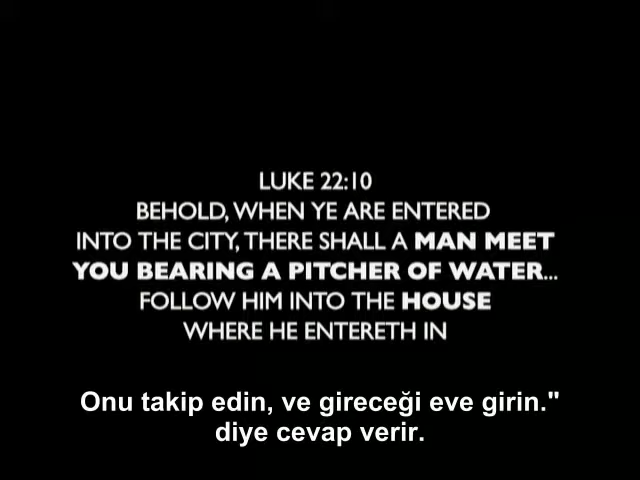 LUKE 22:10
BEHOLD, WHEN YE ARE ENTERED
INTO THE CITY, THERE SHALL A MAN MEET
YOU BEARING A PITCHER OF WATER...
FOLLOW HIM INTO THE HOUSE
WHERE HE ENTERETH IN
Onu takip edin, ve gireceği eve girin."
diye cevap verir.